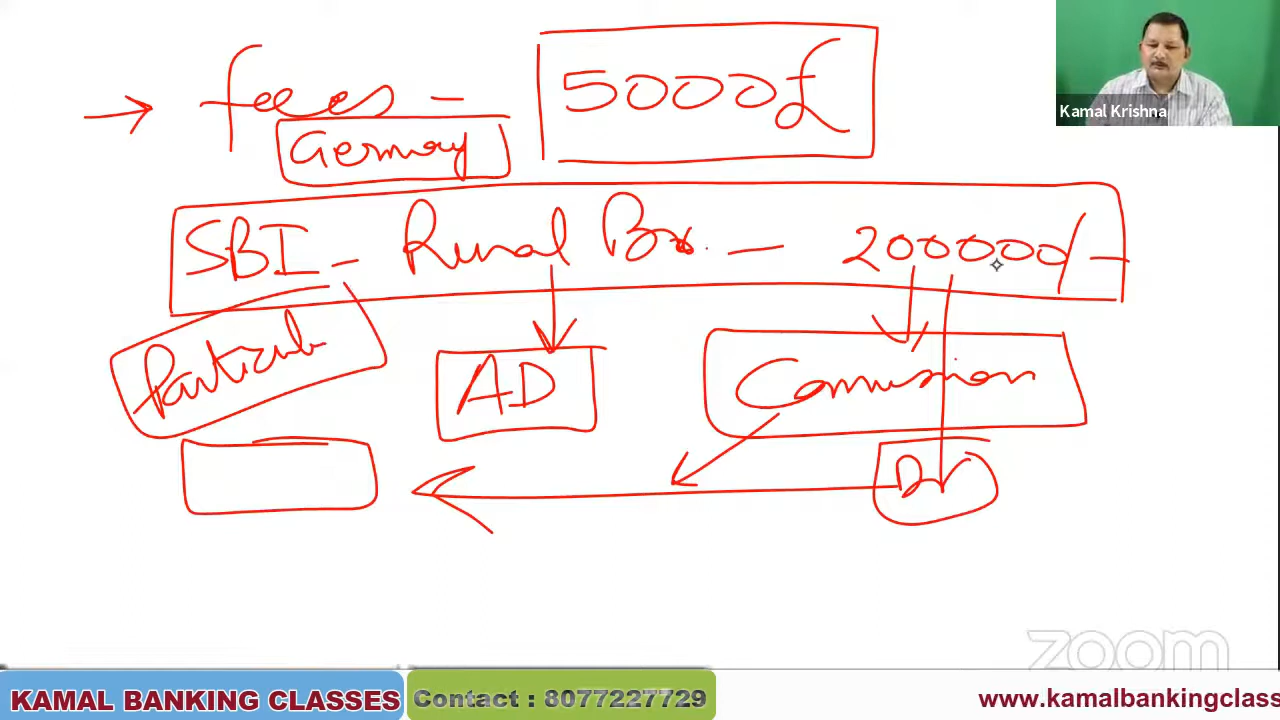 → fees - 5000£
Kamal Krishna
Germany
SBI - Rural Br. - 200000/-
Particular
AD
Commission
Dr
zoom
KAMAL BANKING CLASSES
Contact : 8077227729
www.kamalbankingclass